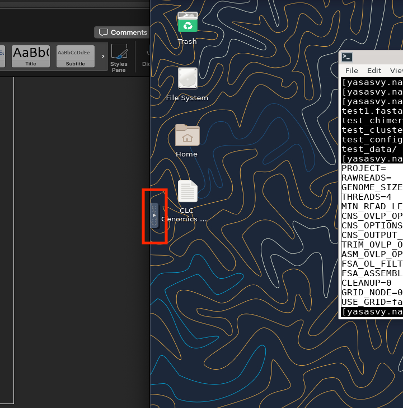 Comments
AaBb(
Title
AaBbCcDdEe
Subtitle
Styles
Pane
Trash
File System
Home
CLC
Genomics ...
File Edit Vie
[yasasvy.na
[yasasvy.na
[yasasvy.na
test1.fasta
test_chimer
test_cluste
test_config
test_data/
[yasasvy.na
PROJECT=
RAWREADS=
GENOME_SIZE
THREADS=4
MIN_READ_LE
CNS_OVLP_OP
CNS_OPTIONS
CNS_OUTPUT_
TRIM_OVLP_O
ASM_OVLP_OP
FSA_OL_FILT
FSA_ASSEMBL
CLEANUP=0
GRID_NODE=0
USE_GRID=fa
[yasasvy.na